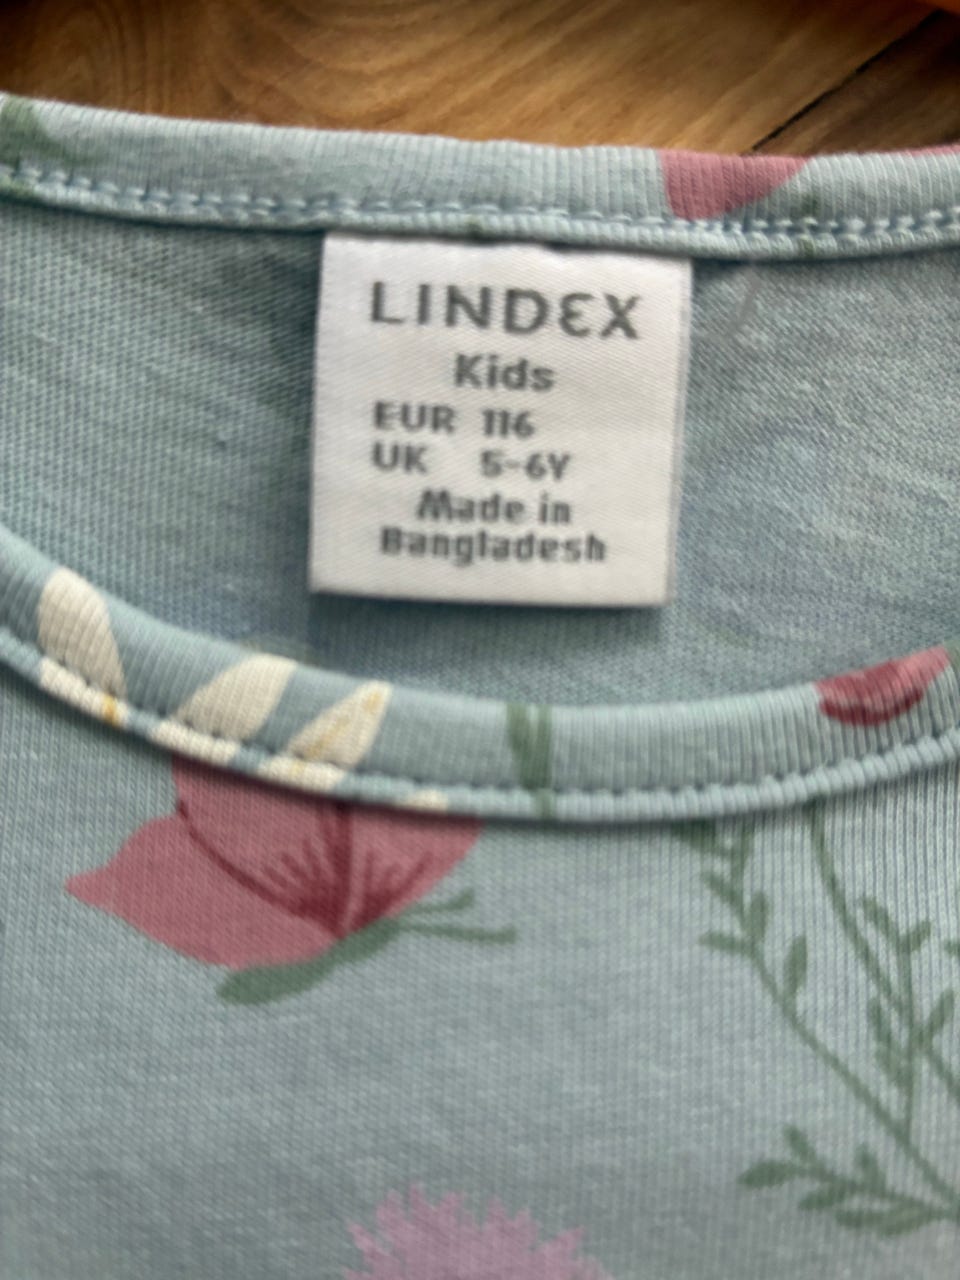 LINDEX
Kids
EUR 116
UK 5-6Y
Made in
Bangladesh